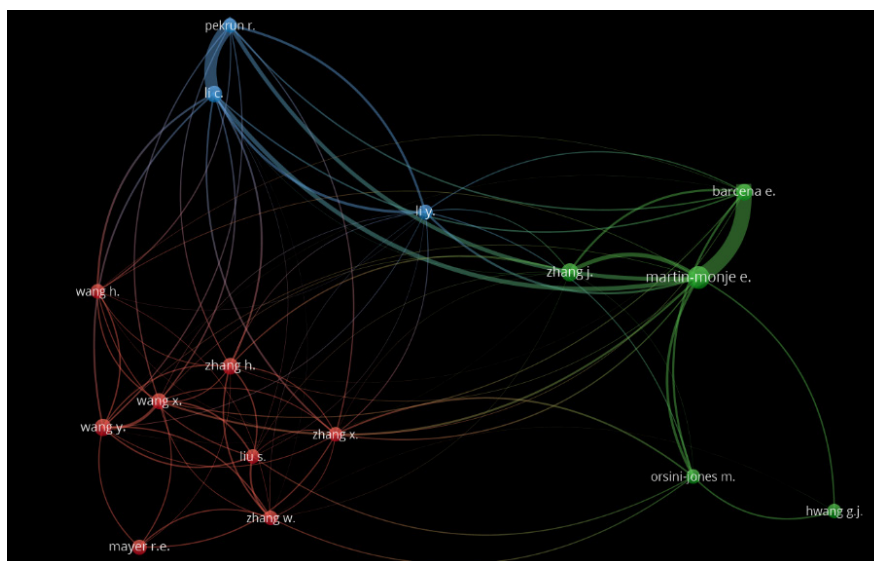 pekrun r.
li c.
barcena e.
li y.
zhang j.
martin-monje e.
wang h.
zhang h.
wang x.
wang y.
zhang x.
liu s.
orsini-jones m.
hwang g.j.
zhang w.
mayer r.e.